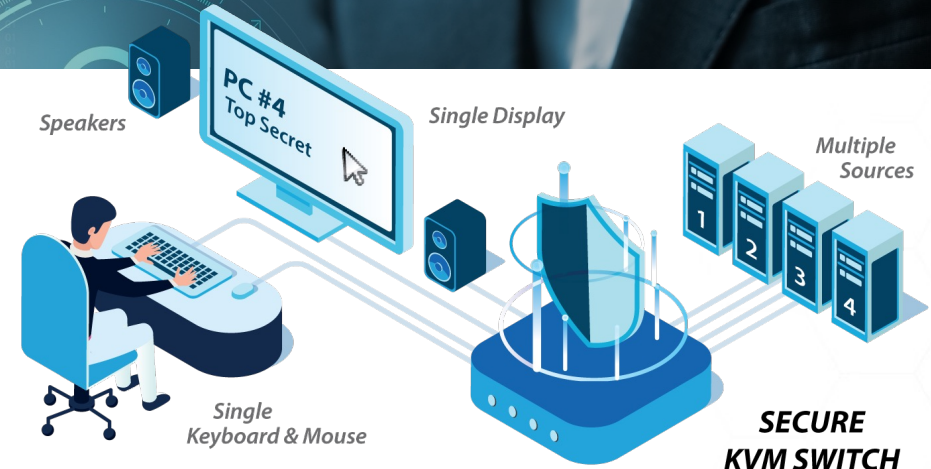 Speakers
PC #4
Top Secret
Single Display
Multiple
Sources
1
2
3
4
Single
Keyboard & Mouse
SECURE
KVM SWITCH